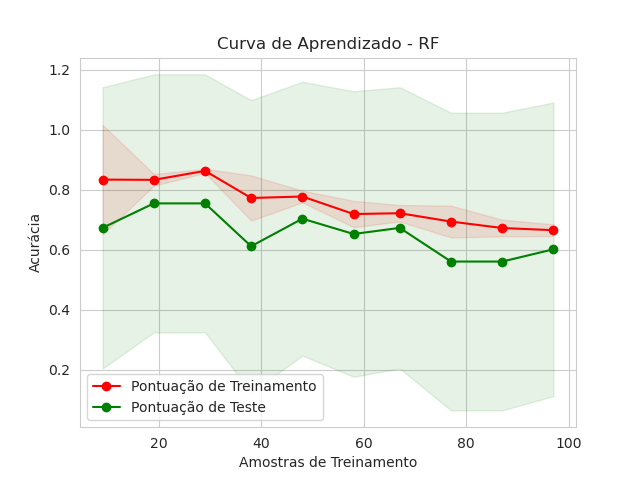 Curva de Aprendizado - RF
1.2
1.0
0.8
0.6
0.4
0.2
Acurácia
Pontuação de Treinamento
Pontuação de Teste
20
40
60
80
100
Amostras de Treinamento